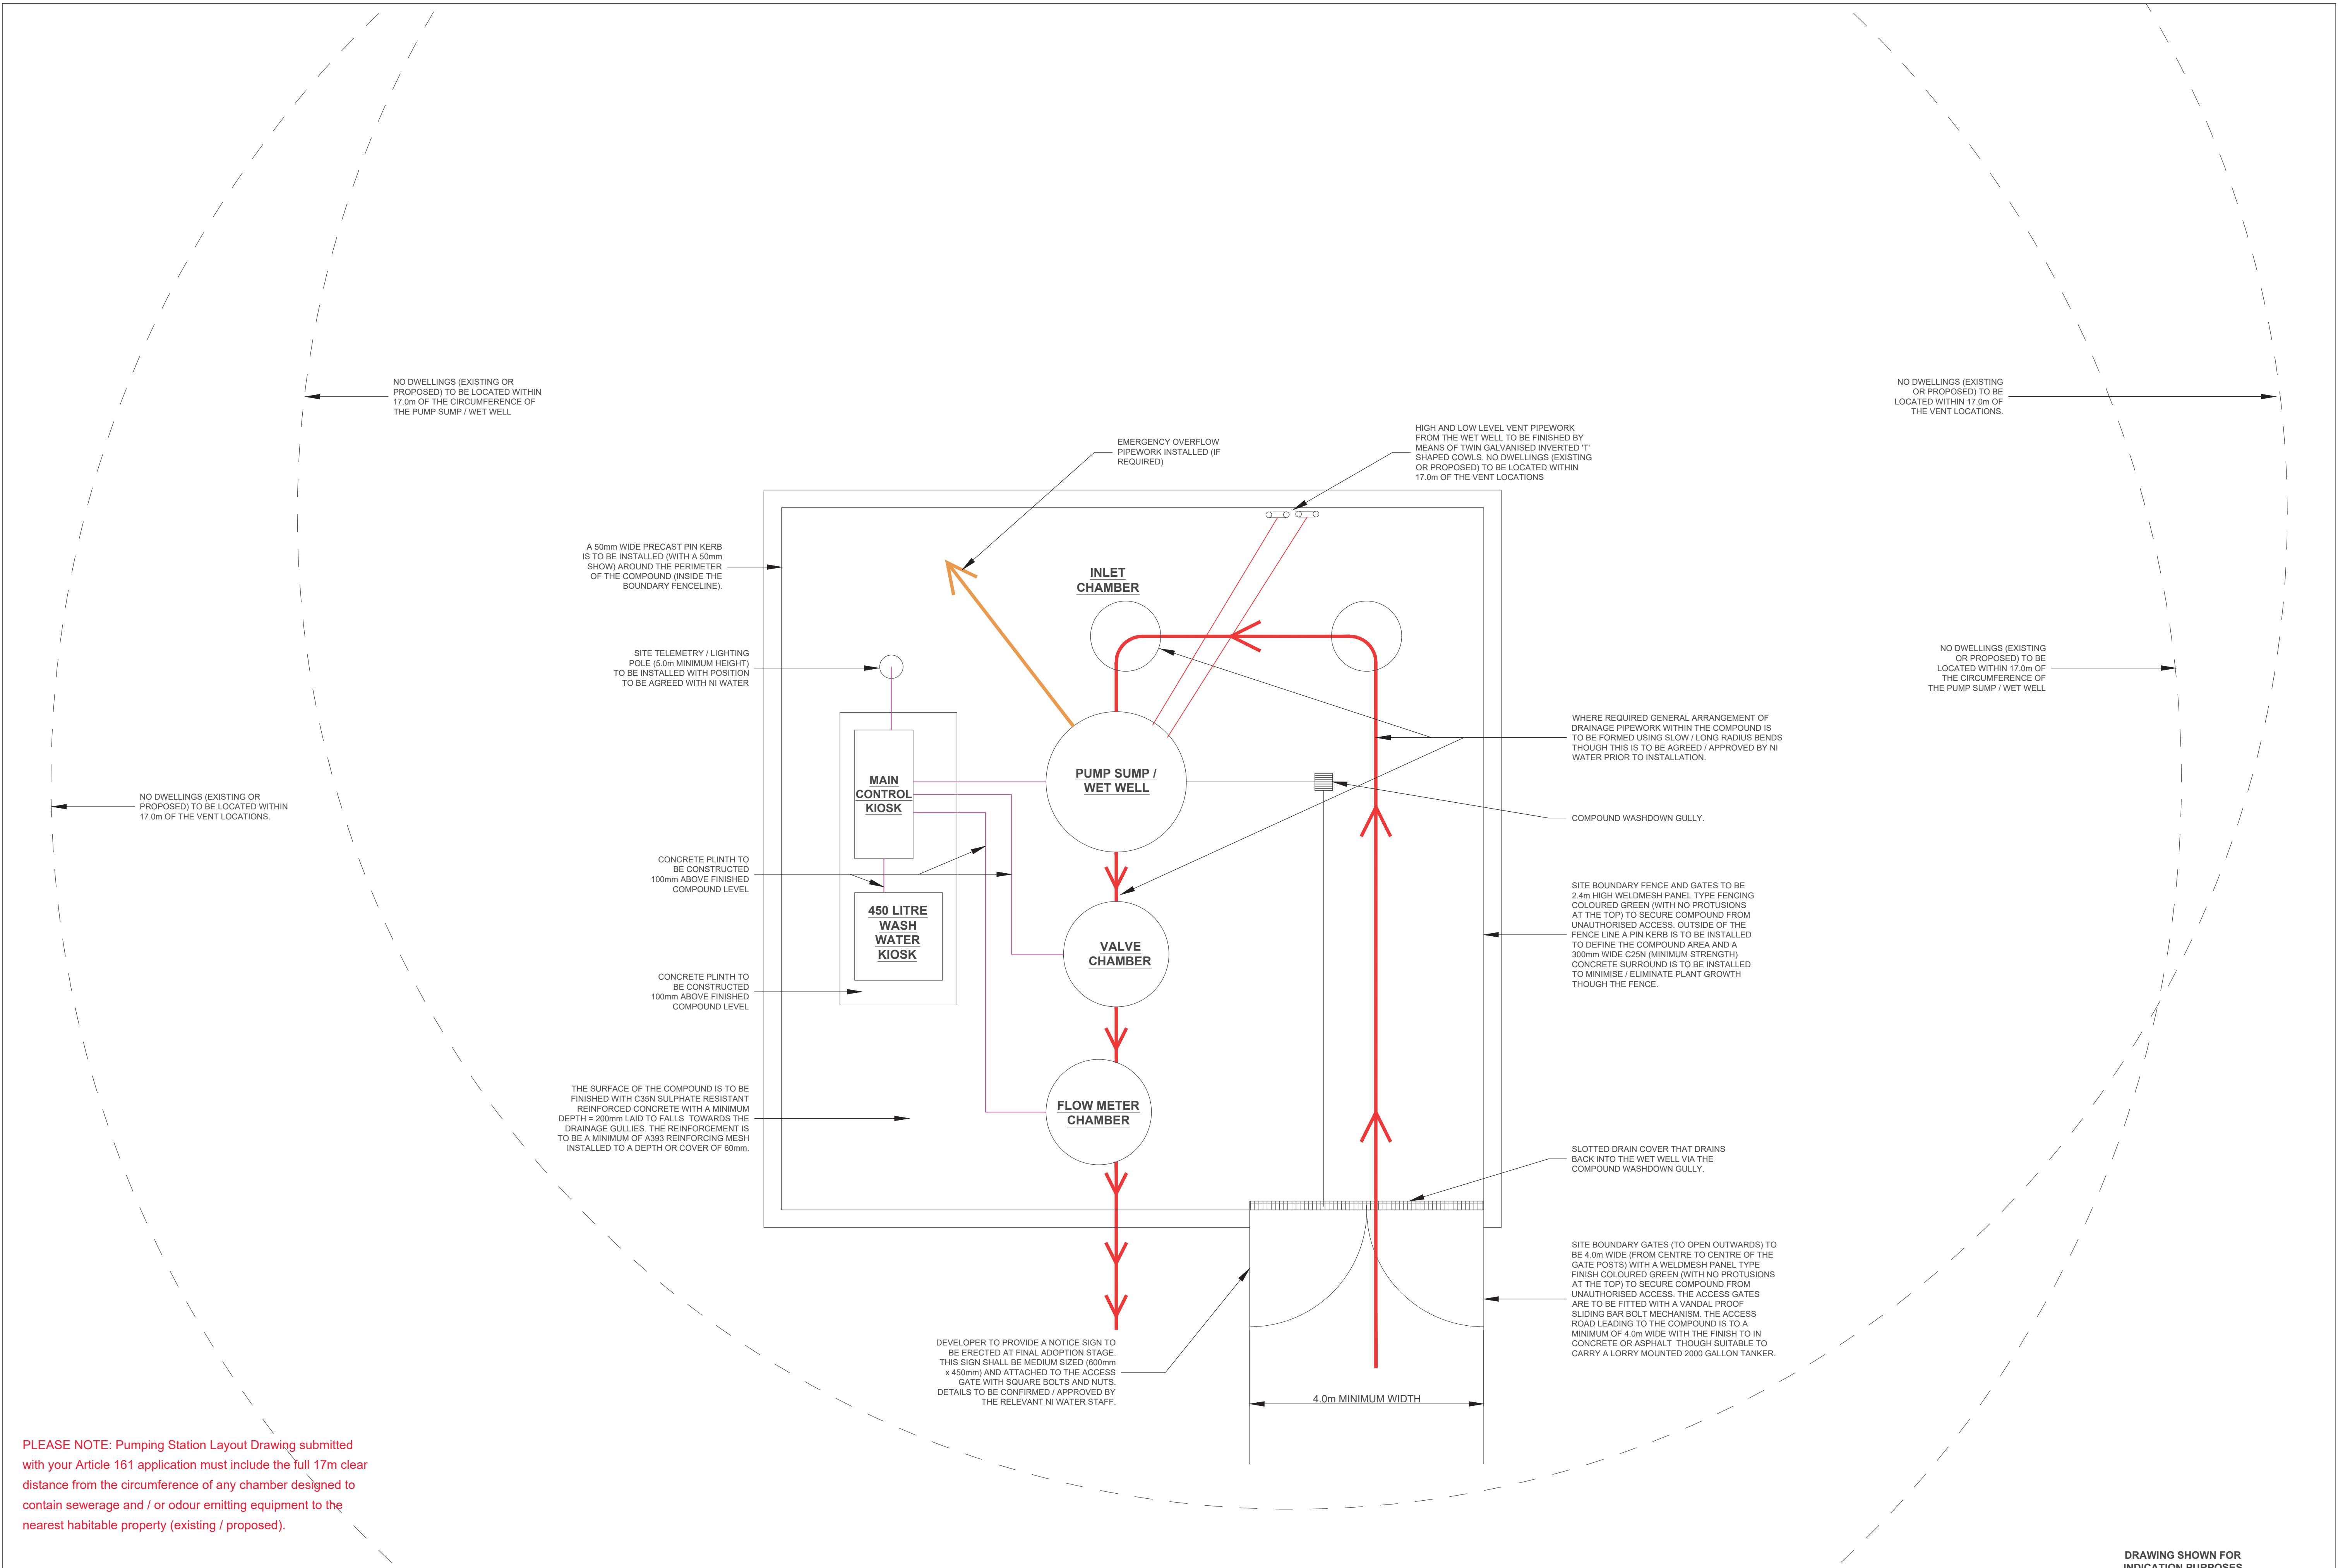 NO DWELLINGS (EXISTING OR
PROPOSED) TO BE LOCATED WITHIN
17.0m OF THE CIRCUMFERENCE OF
THE PUMP SUMP / WET WELL
NO DWELLINGS (EXISTING
OR PROPOSED) TO BE
LOCATED WITHIN 17.0m OF
THE VENT LOCATIONS.
EMERGENCY OVERFLOW
PIPEWORK INSTALLED (IF
REQUIRED)
HIGH AND LOW LEVEL VENT PIPEWORK
FROM THE WET WELL TO BE FINISHED BY
MEANS OF TWIN GALVANISED INVERTED 'T'
SHAPED COWLS. NO DWELLINGS (EXISTING
OR PROPOSED) TO BE LOCATED WITHIN
17.0m OF THE VENT LOCATIONS
A 50mm WIDE PRECAST PIN KERB
IS TO BE INSTALLED (WITH A 50mm
SHOW) AROUND THE PERIMETER
OF THE COMPOUND (INSIDE THE
BOUNDARY FENCELINE).
INLET
CHAMBER
SITE TELEMETRY / LIGHTING
POLE (5.0m MINIMUM HEIGHT)
TO BE INSTALLED WITH POSITION
TO BE AGREED WITH NI WATER
NO DWELLINGS (EXISTING
OR PROPOSED) TO BE
LOCATED WITHIN 17.0m OF
THE CIRCUMFERENCE OF
THE PUMP SUMP / WET WELL
WHERE REQUIRED GENERAL ARRANGEMENT OF
DRAINAGE PIPEWORK WITHIN THE COMPOUND IS
TO BE FORMED USING SLOW / LONG RADIUS BENDS
THOUGH THIS IS TO BE AGREED / APPROVED BY NI
WATER PRIOR TO INSTALLATION.
MAIN
CONTROL
KIOSK
PUMP SUMP /
WET WELL
NO DWELLINGS (EXISTING OR
PROPOSED) TO BE LOCATED WITHIN
17.0m OF THE VENT LOCATIONS.
COMPOUND WASHDOWN GULLY.
CONCRETE PLINTH TO
BE CONSTRUCTED
100mm ABOVE FINISHED
COMPOUND LEVEL
450 LITRE
WASH
WATER
KIOSK
VALVE
CHAMBER
SITE BOUNDARY FENCE AND GATES TO BE
2.4m HIGH WELDMESH PANEL TYPE FENCING
COLOURED GREEN (WITH NO PROTUSIONS
AT THE TOP) TO SECURE COMPOUND FROM
UNAUTHORISED ACCESS. OUTSIDE OF THE
FENCE LINE A PIN KERB IS TO BE INSTALLED
TO DEFINE THE COMPOUND AREA AND A
300mm WIDE C25N (MINIMUM STRENGTH)
CONCRETE SURROUND IS TO BE INSTALLED
TO MINIMISE / ELIMINATE PLANT GROWTH
THOUGH THE FENCE.
CONCRETE PLINTH TO
BE CONSTRUCTED
100mm ABOVE FINISHED
COMPOUND LEVEL
THE SURFACE OF THE COMPOUND IS TO BE
FINISHED WITH C35N SULPHATE RESISTANT
REINFORCED CONCRETE WITH A MINIMUM
DEPTH = 200mm LAID TO FALLS TOWARDS THE
DRAINAGE GULLIES. THE REINFORCEMENT IS
TO BE A MINIMUM OF A393 REINFORCING MESH
INSTALLED TO A DEPTH OR COVER OF 60mm.
FLOW METER
CHAMBER
SLOTTED DRAIN COVER THAT DRAINS
BACK INTO THE WET WELL VIA THE
COMPOUND WASHDOWN GULLY.
SITE BOUNDARY GATES (TO OPEN OUTWARDS) TO
BE 4.0m WIDE (FROM CENTRE TO CENTRE OF THE
GATE POSTS) WITH A WELDMESH PANEL TYPE
FINISH COLOURED GREEN (WITH NO PROTUSIONS
AT THE TOP) TO SECURE COMPOUND FROM
UNAUTHORISED ACCESS. THE ACCESS GATES
ARE TO BE FITTED WITH A VANDAL PROOF
SLIDING BAR BOLT MECHANISM. THE ACCESS
ROAD LEADING TO THE COMPOUND IS TO A
MINIMUM OF 4.0m WIDE WITH THE FINISH TO IN
CONCRETE OR ASPHALT THOUGH SUITABLE TO
CARRY A LORRY MOUNTED 2000 GALLON TANKER.
DEVELOPER TO PROVIDE A NOTICE SIGN TO
BE ERECTED AT FINAL ADOPTION STAGE.
THIS SIGN SHALL BE MEDIUM SIZED (600mm
x 450mm) AND ATTACHED TO THE ACCESS
GATE WITH SQUARE BOLTS AND NUTS.
DETAILS TO BE CONFIRMED / APPROVED BY
THE RELEVANT NI WATER STAFF.
4.0m MINIMUM WIDTH
PLEASE NOTE: Pumping Station Layout Drawing submitted
with your Article 161 application must include the full 17m clear
distance from the circumference of any chamber designed to
contain sewerage and / or odour emitting equipment to the
nearest habitable property (existing / proposed).
DRAWING SHOWN FOR
INDICATION PURPOSES